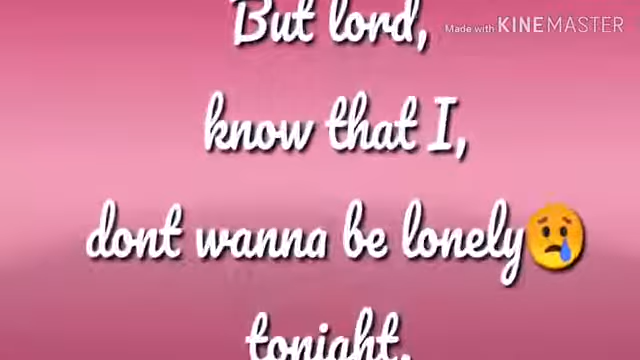 But lord,
Made with KINEMASTER
know that I,
dont wanna be lonely😢
tonight.